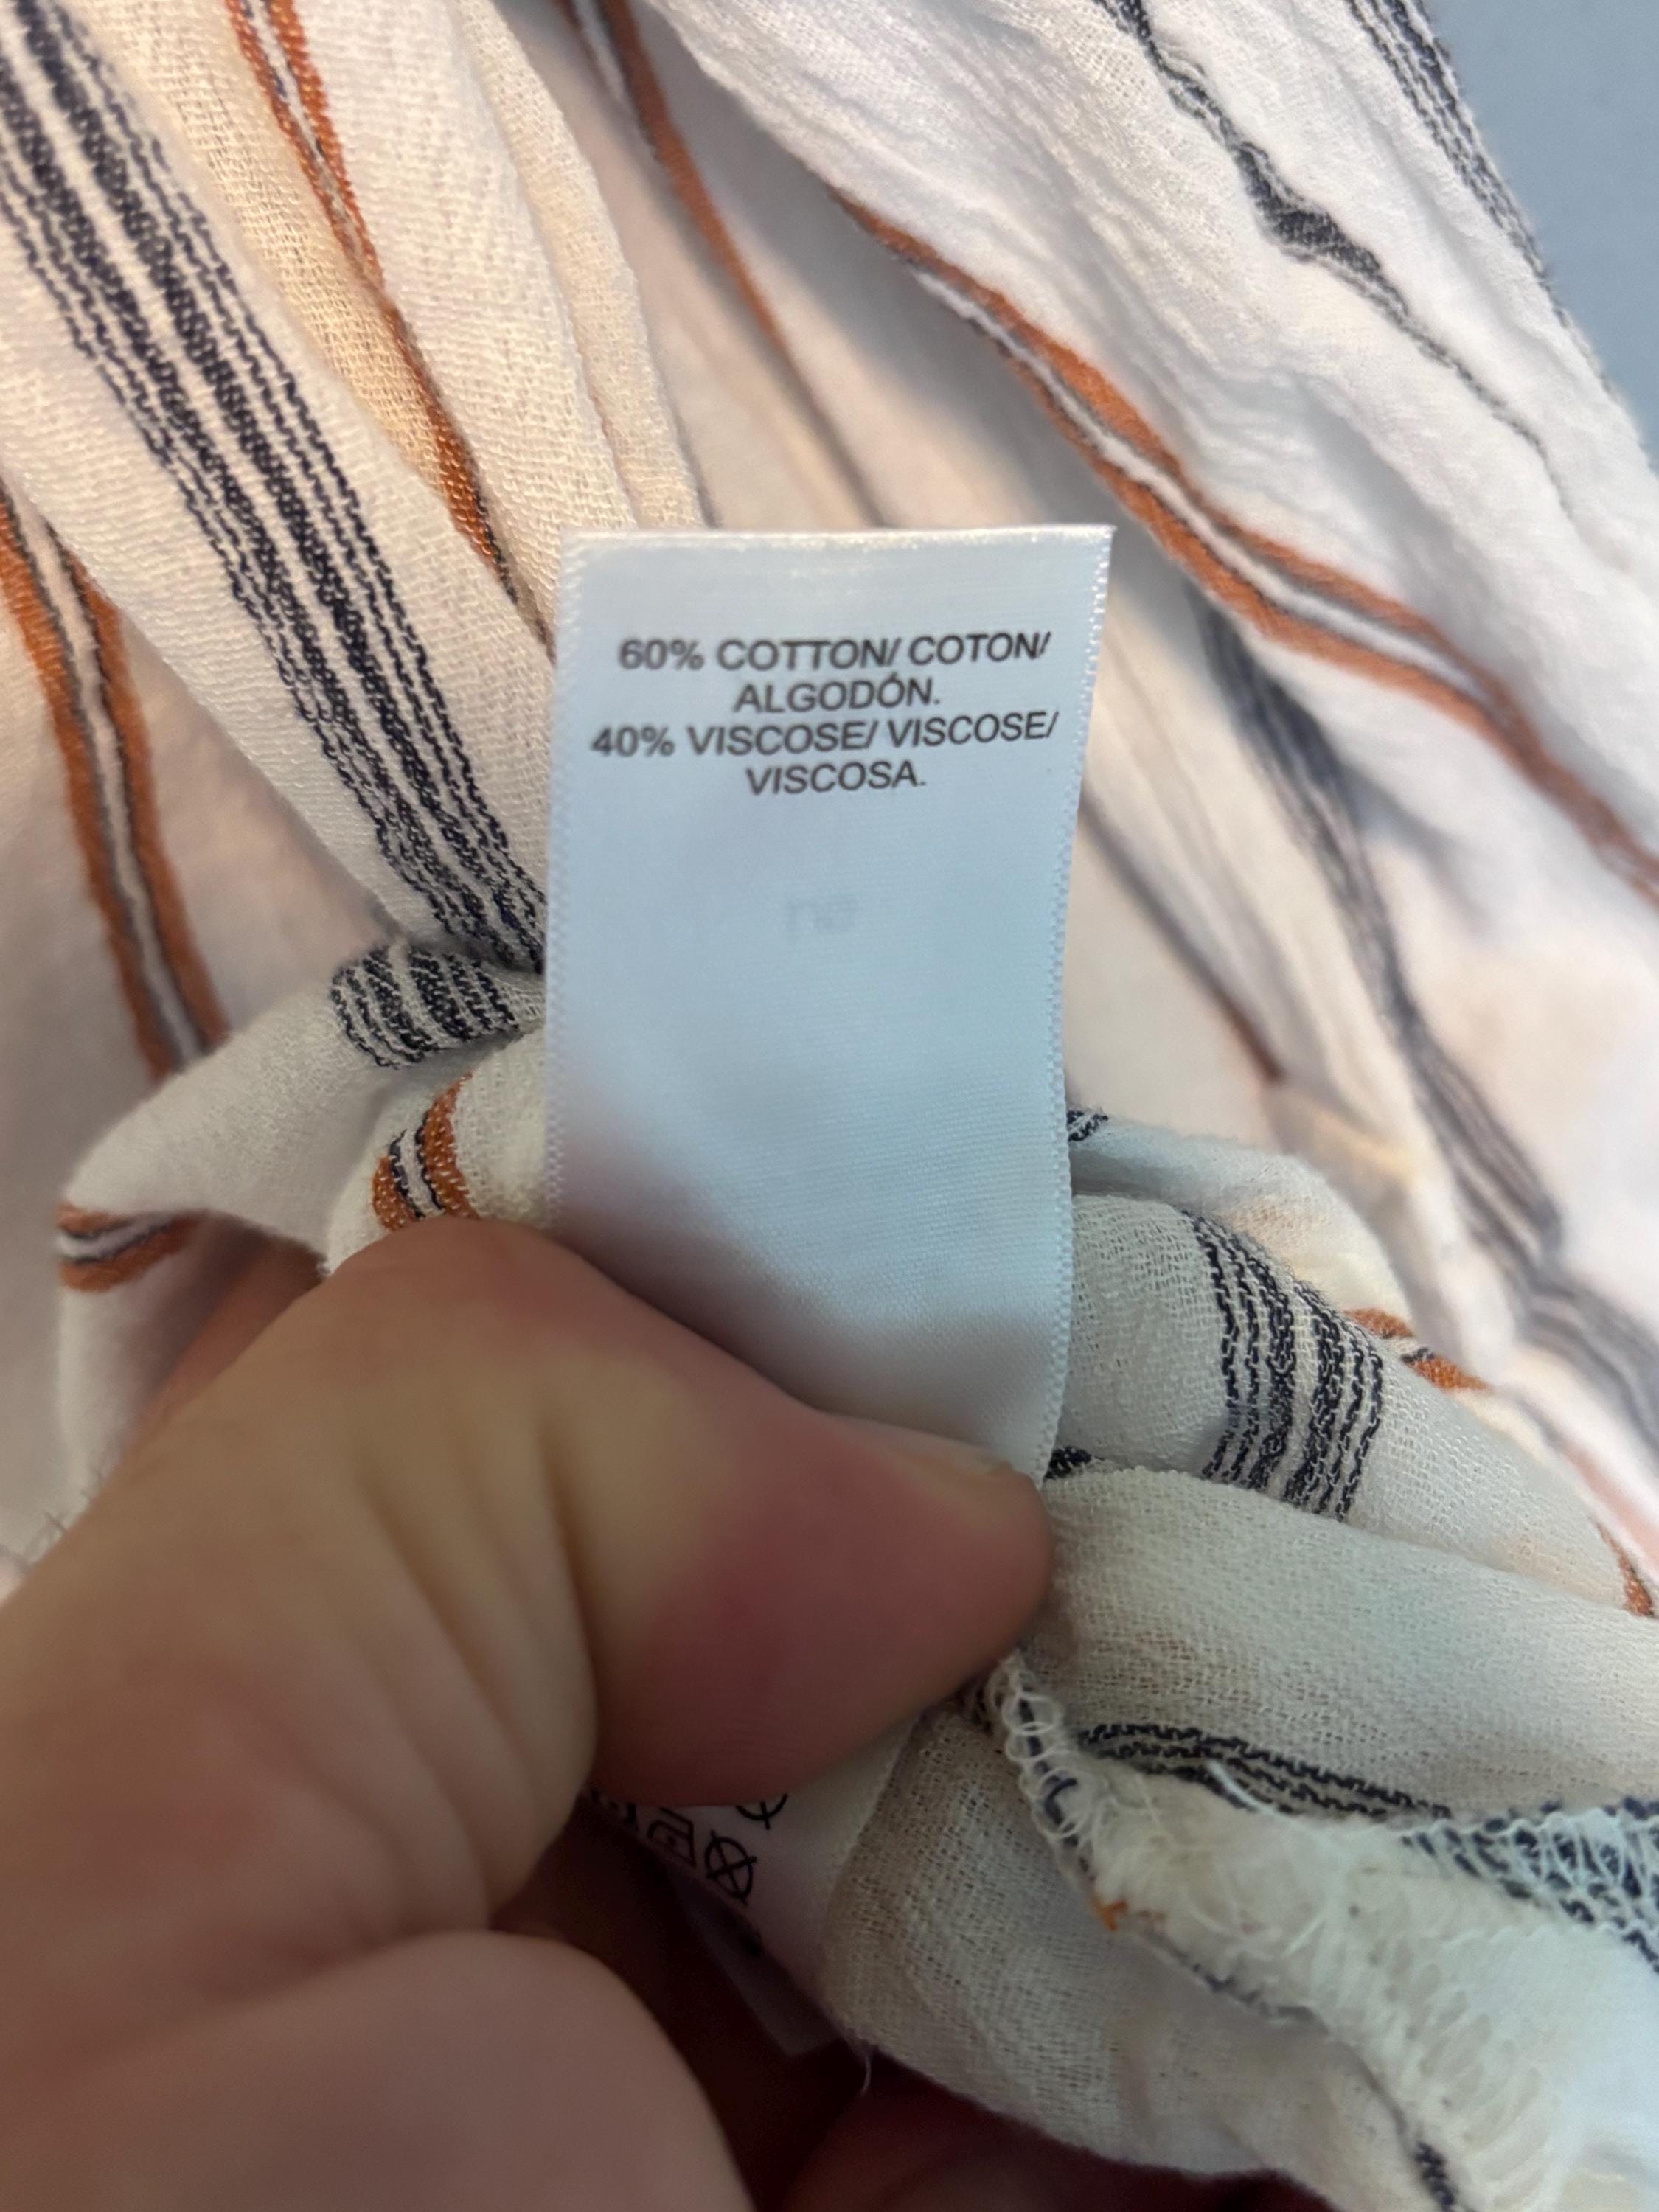 60% COTTON/ COTON/
ALGODÓN.
40% VISCOSE/ VISCOSE/
VISCOSA.